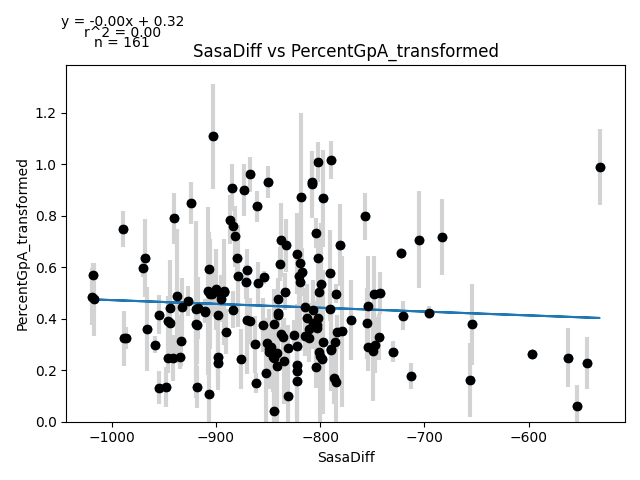 y = -0.00x + 0.32
r^2 = 0.00
n = 161
SasaDiff vs PercentGpA_transformed
PercentGpA_transformed
1.2
1.0
0.8
0.6
0.4
0.2
0.0
−1000
−900
−800
−700
−600
SasaDiff